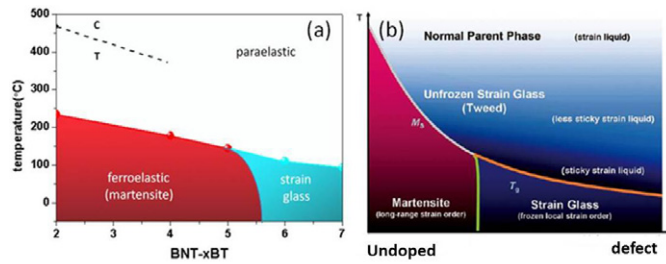 (a)
500
400
300
200
100
0
temperature(°C)
C
T
paraelastic
ferroelastic
(martensite)
strain
glass
2
3
4
5
6
7
BNT-xBT
(b)
T
Normal Parent Phase
(strain liquid)
Unfrozen Strain Glass
(Tweed)
(less sticky strain liquid)
Ms
(sticky strain liquid)
Martensite
(long-range strain order)
T₀
Strain Glass
(frozen local strain order)
Undoped
defect